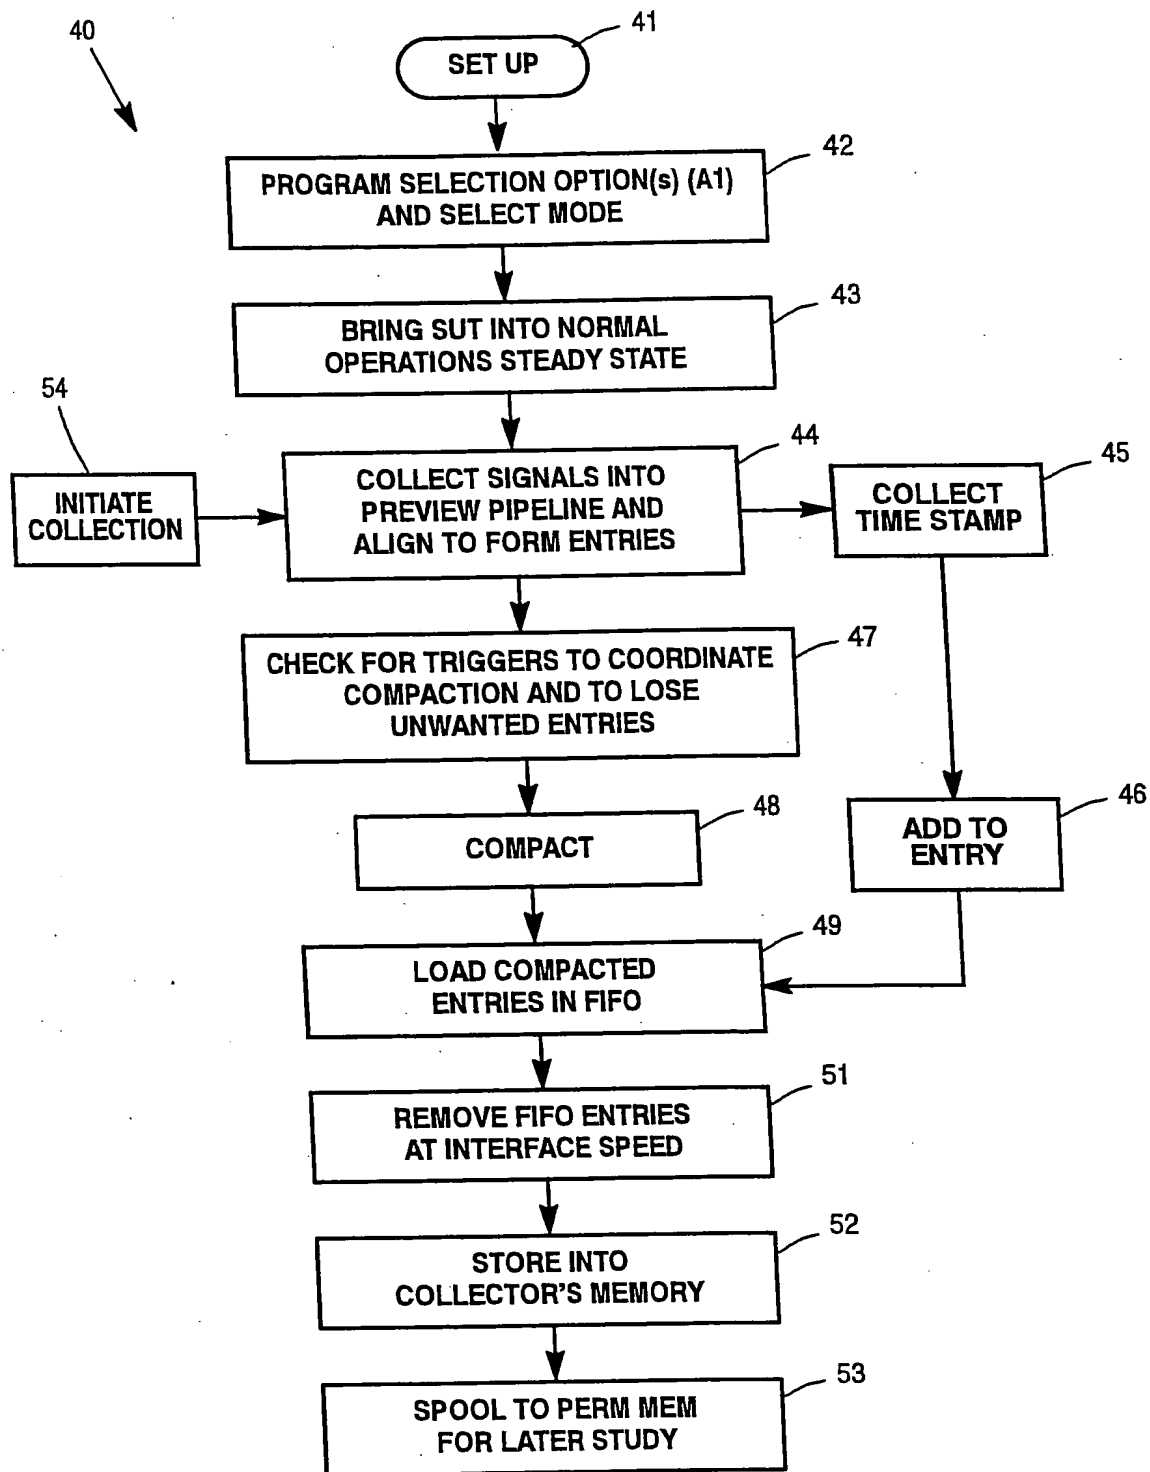 40
41
SET UP
42
PROGRAM SELECTION OPTION(s) (A1)
AND SELECT MODE
43
BRING SUT INTO NORMAL
OPERATIONS STEADY STATE
54
INITIATE
COLLECTION
44
COLLECT SIGNALS INTO
PREVIEW PIPELINE AND
ALIGN TO FORM ENTRIES
45
COLLECT
TIME STAMP
47
CHECK FOR TRIGGERS TO COORDINATE
COMPACTION AND TO LOSE
UNWANTED ENTRIES
48
COMPACT
46
ADD TO
ENTRY
49
LOAD COMPACTED
ENTRIES IN FIFO
51
REMOVE FIFO ENTRIES
AT INTERFACE SPEED
52
STORE INTO
COLLECTOR'S MEMORY
53
SPOOL TO PERM MEM
FOR LATER STUDY